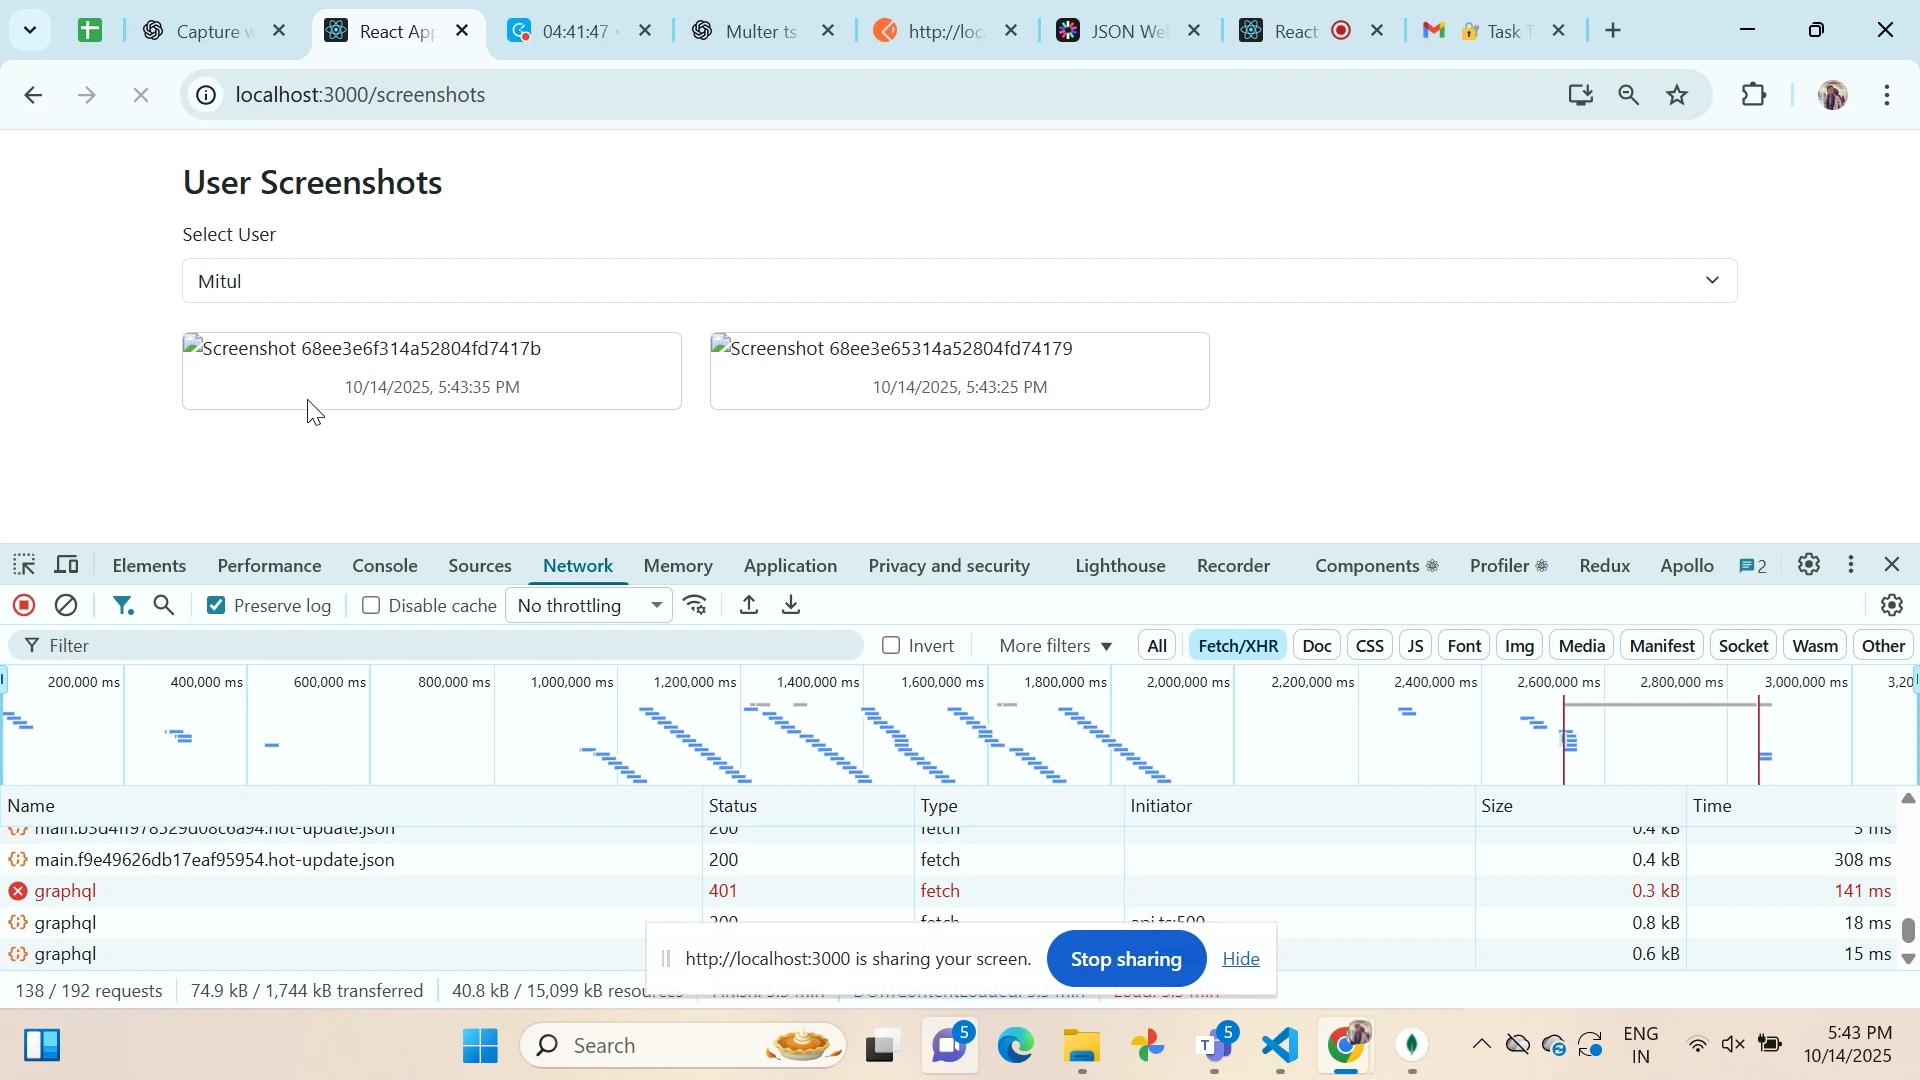 Capture w
React App
04:41:47
Multer ts
http://loc
JSON We
React
Task T
localhost:3000/screenshots
User Screenshots
Select User
Mitul
Screenshot 68ee3e6f314a52804fd7417b
10/14/2025, 5:43:35 PM
Screenshot 68ee3e65314a52804fd74179
10/14/2025, 5:43:25 PM
Elements Performance Console Sources Network Memory Application Privacy and security Lighthouse Recorder Components Profiler Redux Apollo 2
Preserve log Disable cache No throttling
Filter Invert More filters All Fetch/XHR Doc CSS JS Font Img Media Manifest Socket Wasm Other
200,000 ms 400,000 ms 600,000 ms 800,000 ms 1,000,000 ms 1,200,000 ms 1,400,000 ms 1,600,000 ms 1,800,000 ms 2,000,000 ms 2,200,000 ms 2,400,000 ms 2,600,000 ms 2,800,000 ms 3,000,000 ms 3,20
Name Status Type Initiator Size Time
200 fetch 0.4 kB 3 ms
main.f9e49626db17eaf95954.hot-update.json 200 fetch 0.4 kB 308 ms
graphql 401 fetch 0.3 kB 141 ms
graphql 200 fetch api.ts:500 0.8 kB 18 ms
graphql 0.6 kB 15 ms
http://localhost:3000 is sharing your screen. Stop sharing Hide
138 / 192 requests 74.9 kB / 1,744 kB transferred 40.8 kB / 15,099 kB resources
Search
5
5
T
ENG
IN
5:43 PM
10/14/2025